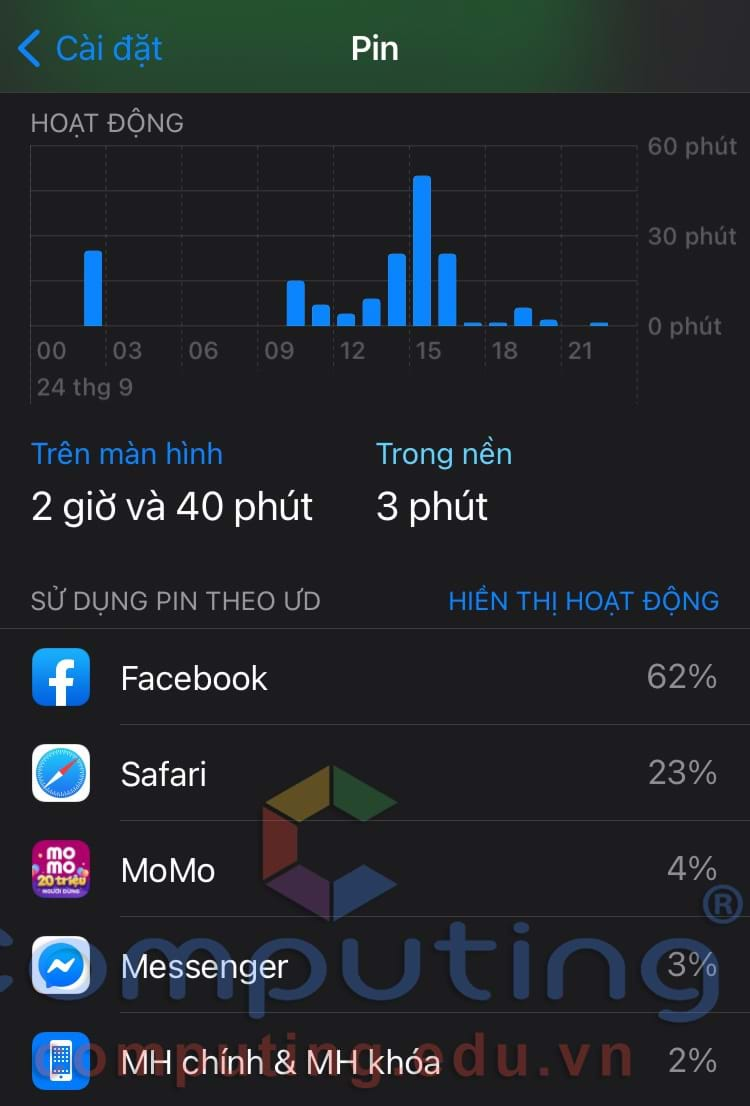 Cài đặt
Pin
HOẠT ĐỘNG
60 phút
30 phút
0 phút
00 03 06 09 12 15 18 21
24 thg 9
Trên màn hình Trong nền
2 giờ và 40 phút 3 phút
SỬ DỤNG PIN THEO ƯD HIỂN THỊ HOẠT ĐỘNG
Facebook 62%
Safari 23%
mo
mo
20 triệu
NGƯỜI DÙNG
MoMo 4%
®
Computing
Messenger 3%
MH chính & MH khóa 2%
computing.edu.vn